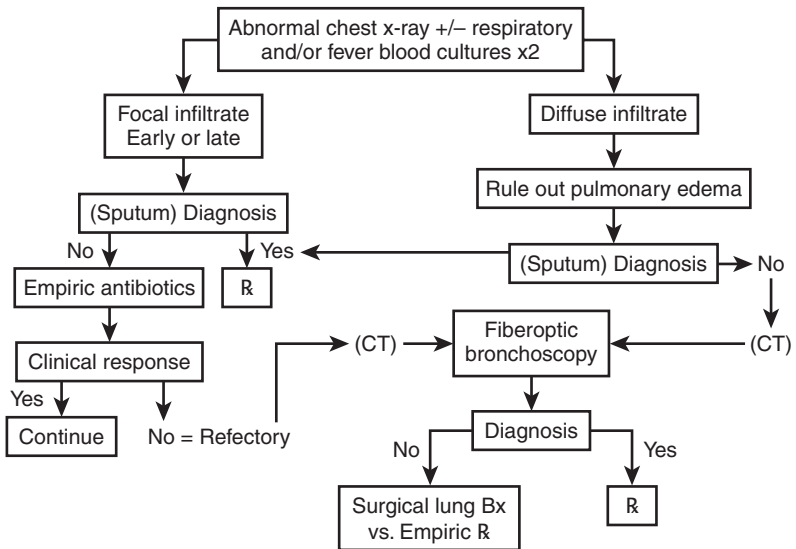 Abnormal chest x-ray +/– respiratory
and/or fever blood cultures x2
Focal infiltrate
Early or late
Diffuse infiltrate
Rule out pulmonary edema
(Sputum) Diagnosis
No
Yes
(Sputum) Diagnosis
No
Empiric antibiotics
℞
Clinical response
(CT)
Fiberoptic
bronchoscopy
(CT)
Yes
Continue
No = Refectory
Diagnosis
No
Yes
Surgical lung Bx
vs. Empiric ℞
℞